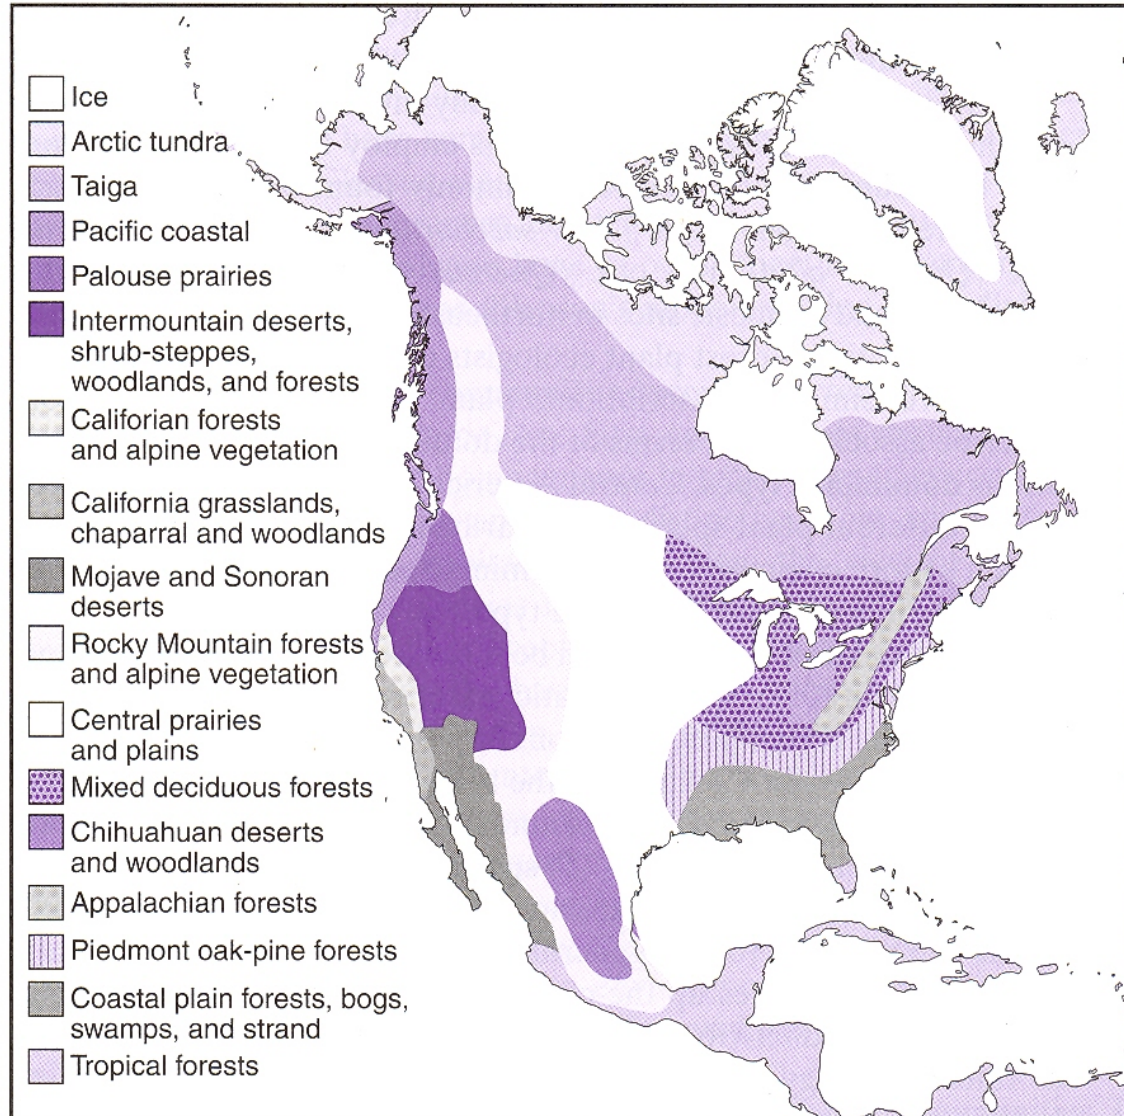 Ice
Arctic tundra
Taiga
Pacific coastal
Palouse prairies
Intermountain deserts,
shrub-steppes,
woodlands, and forests
Califorian forests
and alpine vegetation
California grasslands,
chaparral and woodlands
Mojave and Sonoran
deserts
Rocky Mountain forests
and alpine vegetation
Central prairies
and plains
Mixed deciduous forests
Chihuahuan deserts
and woodlands
Appalachian forests
Piedmont oak-pine forests
Coastal plain forests, bogs,
swamps, and strand
Tropical forests